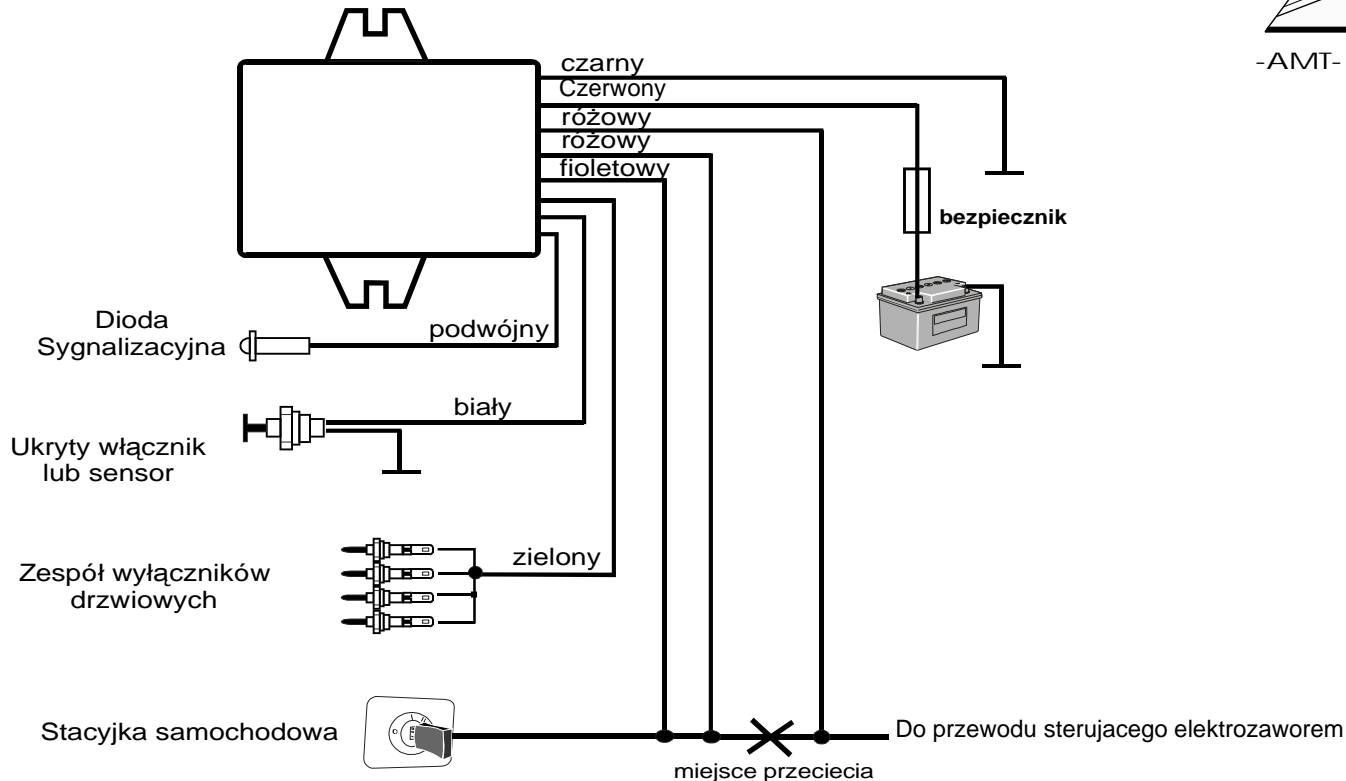 -AMT-
czarny
Czerwony
różowy
różowy
fioletowy
bezpiecznik
Dioda
Sygnalizacyjna
podwójny
biały
Ukryty włącznik
lub sensor
zielony
Zespół wyłączników
drzwiowych
Stacyjka samochodowa
Do przewodu sterujacego elektrozaworem
miejsce przeciecia